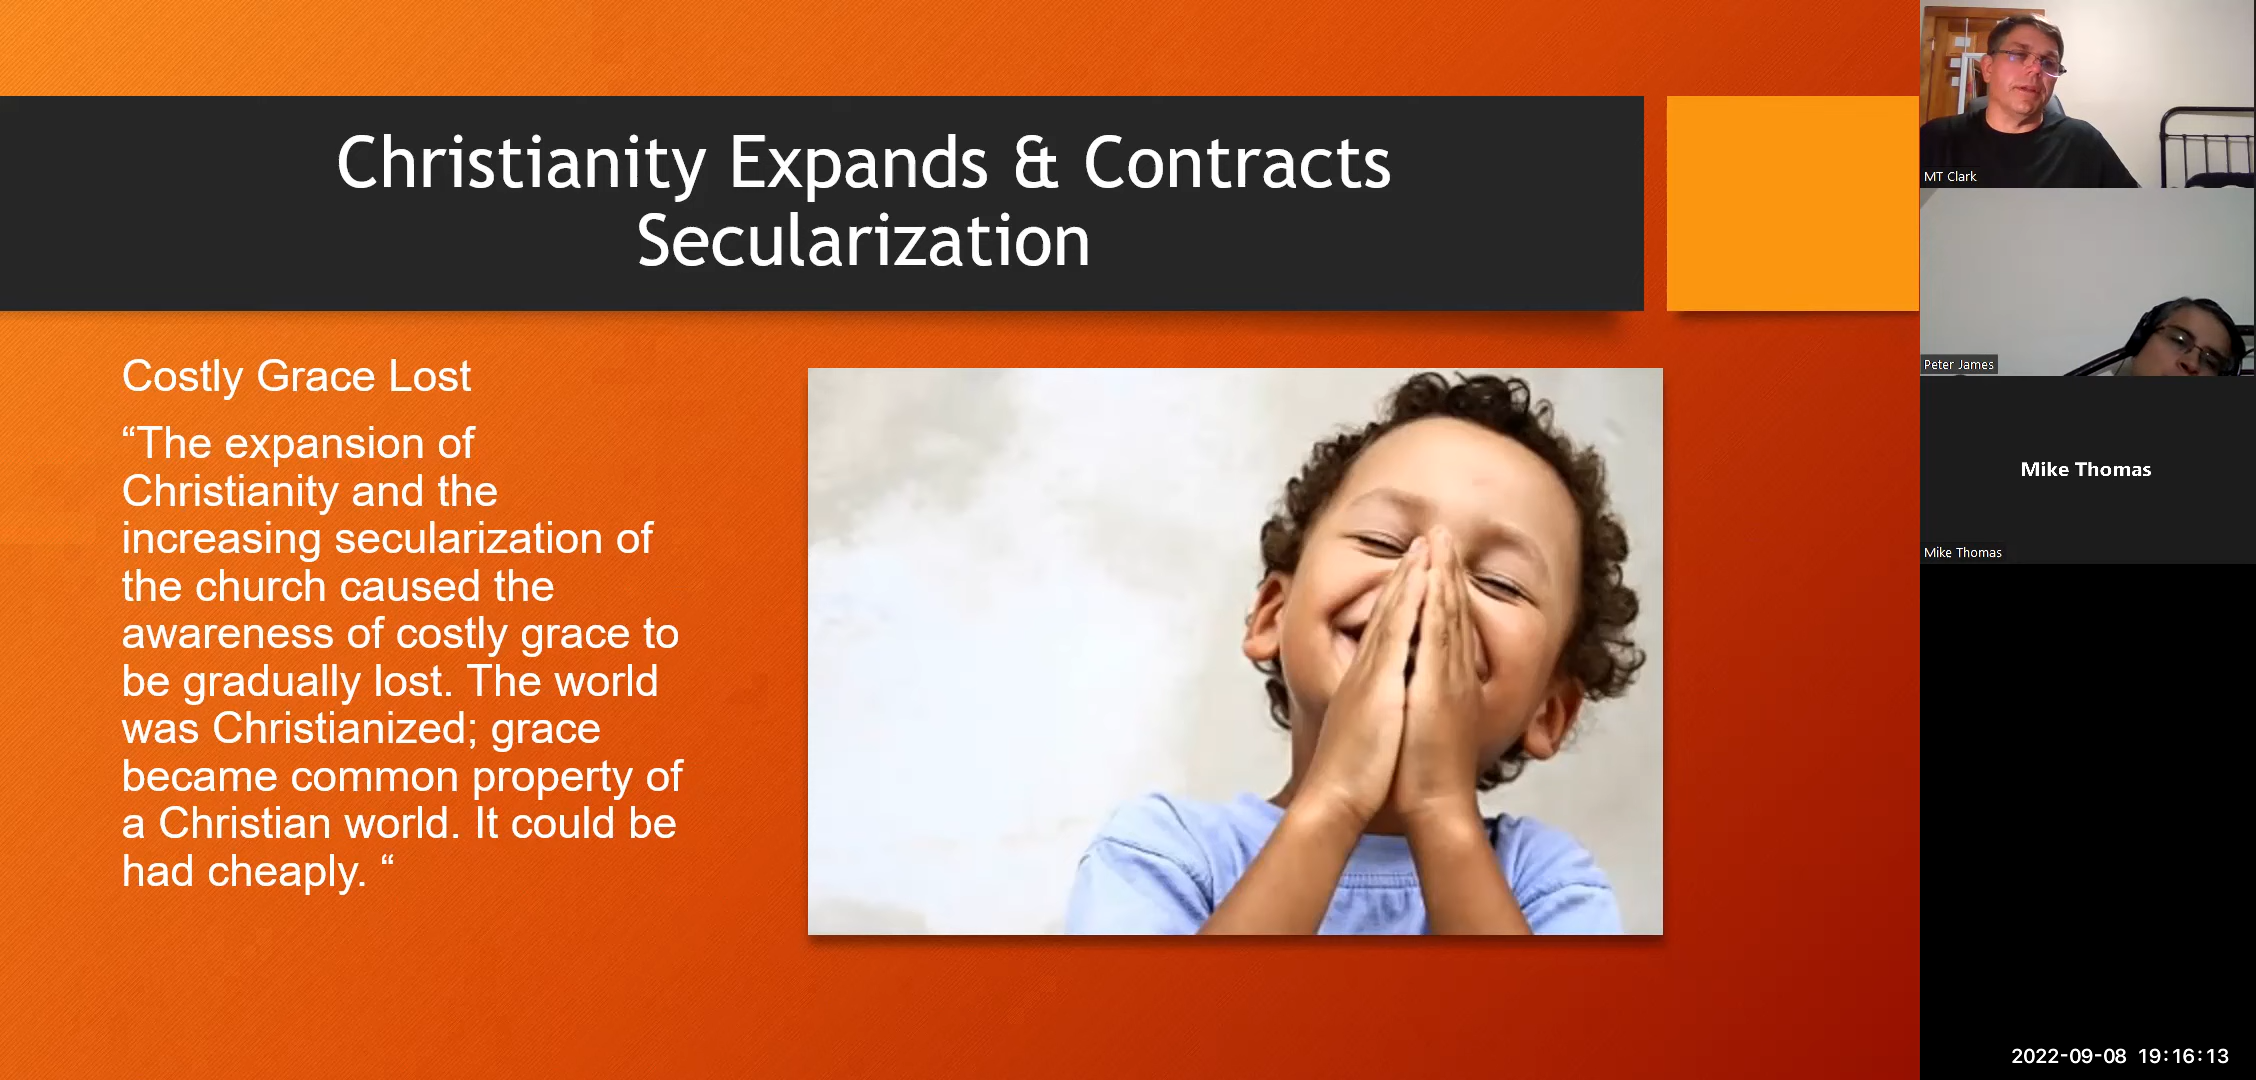 Christianity Expands & Contracts
Secularization
Costly Grace Lost
“The expansion of
Christianity and the
increasing secularization of
the church caused the
awareness of costly grace to
be gradually lost. The world
was Christianized; grace
became common property of
a Christian world. It could be
had cheaply. “
MT Clark
Peter James
Mike Thomas
Mike Thomas
2022-09-08 19:16:13